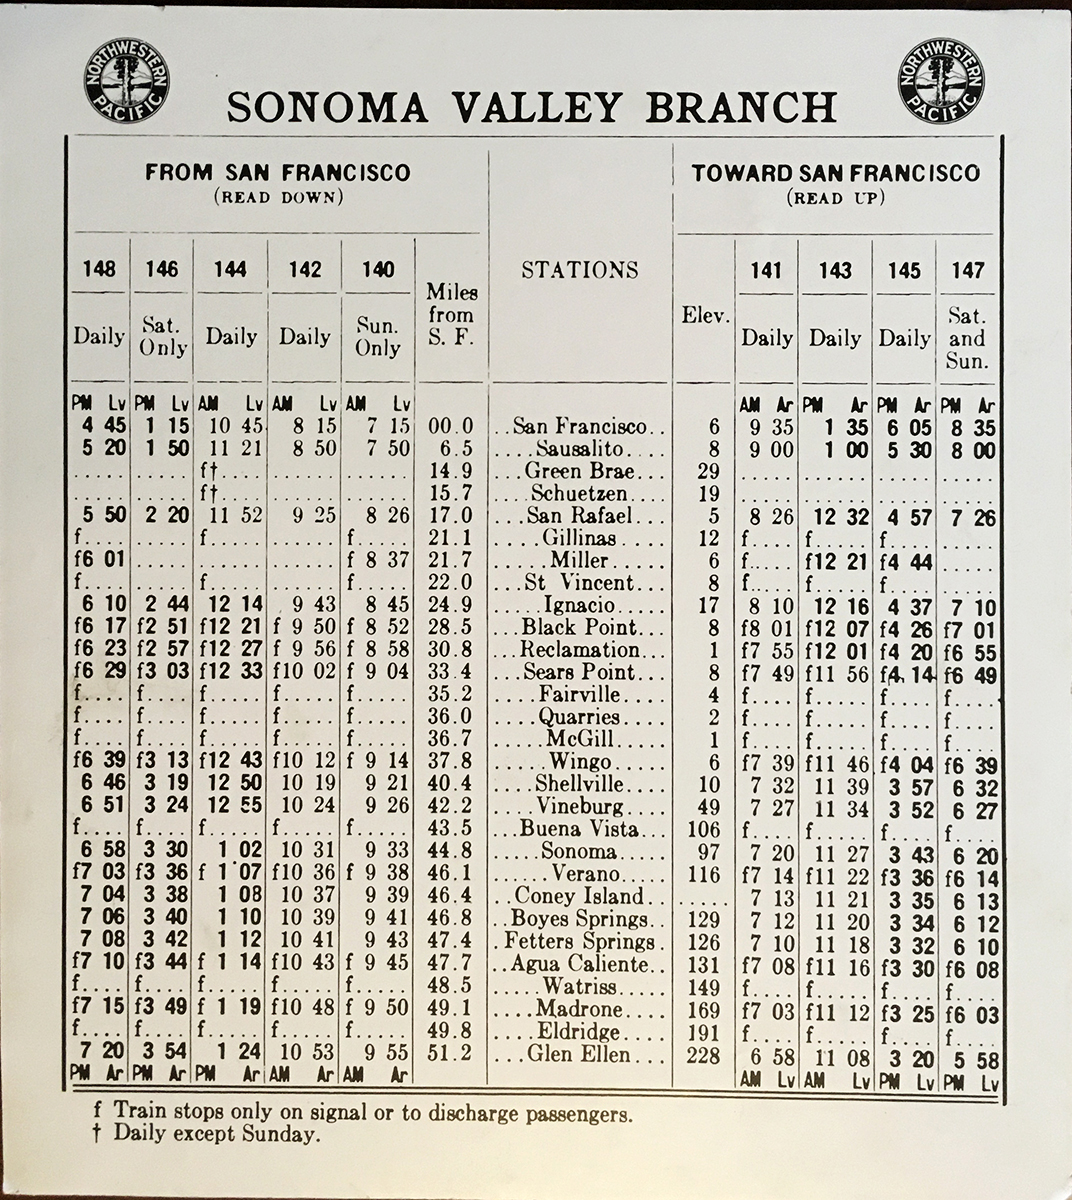 NORTHWESTERN PACIFIC
NORTHWESTERN PACIFIC
SONOMA VALLEY BRANCH
FROM SAN FRANCISCO
(READ DOWN)
TOWARD SAN FRANCISCO
(READ UP)
148 146 144 142 140 Miles from S. F. STATIONS Elev. 141 143 145 147
Daily Sat. Only Daily Daily Sun. Only Daily Daily Daily Sat. and Sun.
PM Lv PM Lv AM Lv AM Lv AM Lv AM Ar PM Ar PM Ar PM Ar
4 45 1 15 10 45 8 15 7 15 00.0 ..San Francisco.. 6 9 35 1 35 6 05 8 35
5 20 1 50 11 21 8 50 7 50 6.5 ....Sausalito.... 8 9 00 1 00 5 30 8 00
..... ..... f†.... ..... ..... 14.9 ...Green Brae... 29 ..... ..... ..... .....
..... ..... f†.... ..... ..... 15.7 ....Schuetzen.... 19 ..... ..... ..... .....
5 50 2 20 11 52 9 25 8 26 17.0 ...San Rafael... 5 8 26 12 32 4 57 7 26
f.... ..... f.... ..... f.... 21.1 ....Gillinas .... 12 f.... f.... f.... .....
f6 01 ..... ..... ..... f 8 37 21.7 .....Miller..... 6 f.... f12 21 f4 44 .....
f.... ..... f.... ..... f.... 22.0 ...St Vincent... 8 f.... f.... f.... .....
6 10 2 44 12 14 9 43 8 45 24.9 .....Ignacio..... 17 8 10 12 16 4 37 7 10
f6 17 f2 51 f12 21 f 9 50 f 8 52 28.5 ...Black Point... 8 f8 01 f12 07 f4 26 f7 01
f6 23 f2 57 f12 27 f 9 56 f 8 58 30.8 ...Reclamation... 1 f7 55 f12 01 f4 20 f6 55
f6 29 f3 03 f12 33 f10 02 f 9 04 33.4 ...Sears Point... 8 f7 49 f11 56 f4 14 f6 49
f.... f.... f.... f.... f.... 35.2 ....Fairville.... 4 f.... f.... f.... f....
f.... f.... f.... f.... f.... 36.0 ....Quarries.... 2 f.... f.... f.... f....
f.... f.... f.... f.... f.... 36.7 .....McGill..... 1 f.... f.... f.... f....
f6 39 f3 13 f12 43 f10 12 f 9 14 37.8 .....Wingo..... 6 f7 39 f11 46 f4 04 f6 39
6 46 3 19 12 50 10 19 9 21 40.4 ....Shellville.... 10 7 32 11 39 3 57 6 32
6 51 3 24 12 55 10 24 9 26 42.2 ....Vineburg.... 49 7 27 11 34 3 52 6 27
f.... f.... f.... f.... f.... 43.5 ...Buena Vista... 106 f.... f.... f.... f....
6 58 3 30 1 02 10 31 9 33 44.8 .....Sonoma..... 97 7 20 11 27 3 43 6 20
f7 03 f3 36 f 1 07 f10 36 f 9 38 46.1 .....Verano..... 116 f7 14 f11 22 f3 36 f6 14
7 04 3 38 1 08 10 37 9 39 46.4 ..Coney Island.. ..... 7 13 11 21 3 35 6 13
7 06 3 40 1 10 10 39 9 41 46.8 ..Boyes Springs.. 129 7 12 11 20 3 34 6 12
7 08 3 42 1 12 10 41 9 43 47.4 .Fetters Springs. 126 7 10 11 18 3 32 6 10
f7 10 f3 44 f 1 14 f10 43 f 9 45 47.7 ..Agua Caliente.. 131 f7 08 f11 16 f3 30 f6 08
f.... f.... f.... f.... f.... 48.5 .....Watriss..... 149 f.... f.... f.... f....
f7 15 f3 49 f 1 19 f10 48 f 9 50 49.1 ....Madrone.... 169 f7 03 f11 12 f3 25 f6 03
f.... f.... f.... f.... f.... 49.8 ....Eldridge.... 191 f.... f.... f.... f....
7 20 3 54 1 24 10 53 9 55 51.2 ...Glen Ellen... 228 6 58 11 08 3 20 5 58
PM Ar PM Ar PM Ar AM Ar AM Ar AM Lv AM Lv PM Lv PM Lv
f Train stops only on signal or to discharge passengers.
† Daily except Sunday.